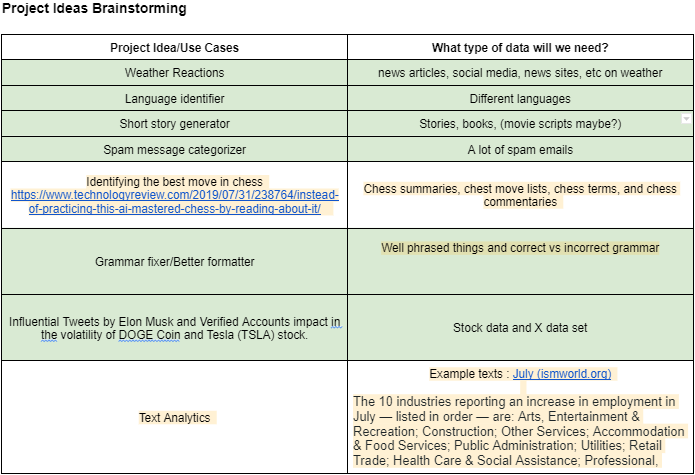 Project Ideas Brainstorming
Project Idea/Use Cases
What type of data will we need?
Weather Reactions
news articles, social media, news sites, etc on weather
Language identifier
Different languages
Short story generator
Stories, books, (movie scripts maybe?)
Spam message categorizer
A lot of spam emails
Identifying the best move in chess
https://www.technologyreview.com/2019/07/31/238764/instead-
of-practicing-this-ai-mastered-chess-by-reading-about-it/
Chess summaries, chest move lists, chess terms, and chess
commentaries
Grammar fixer/Better formatter
Well phrased things and correct vs incorrect grammar
Influential Tweets by Elon Musk and Verified Accounts impact in
the volatility of DOGE Coin and Tesla (TSLA) stock.
Stock data and X data set
Text Analytics
Example texts : July (ismworld.org)
The 10 industries reporting an increase in employment in
July — listed in order — are: Arts, Entertainment &
Recreation; Construction; Other Services; Accommodation
& Food Services; Public Administration; Utilities; Retail
Trade; Health Care & Social Assistance; Professional,